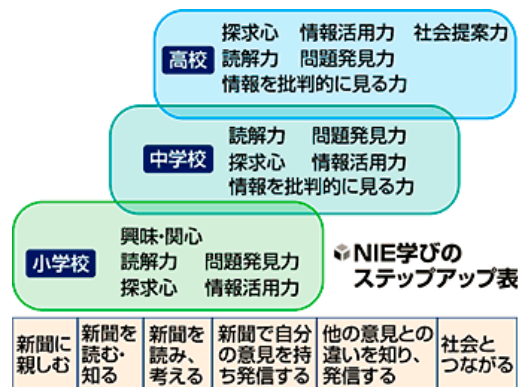 探求心 情報活用力 社会提案力
高校 読解力 問題発見力
情報を批判的に見る力
読解力 問題発見力
中学校 探求心 情報活用力
情報を批判的に見る力
興味・関心
小学校 読解力 問題発見力
探求心 情報活用力
NIE学びの
ステップアップ表
新聞に
親しむ
新聞を
読む・
知る
新聞を
読み、
考える
新聞で自分
の意見を持
ち発信する
他の意見との
違いを知り、
発信する
社会と
つながる